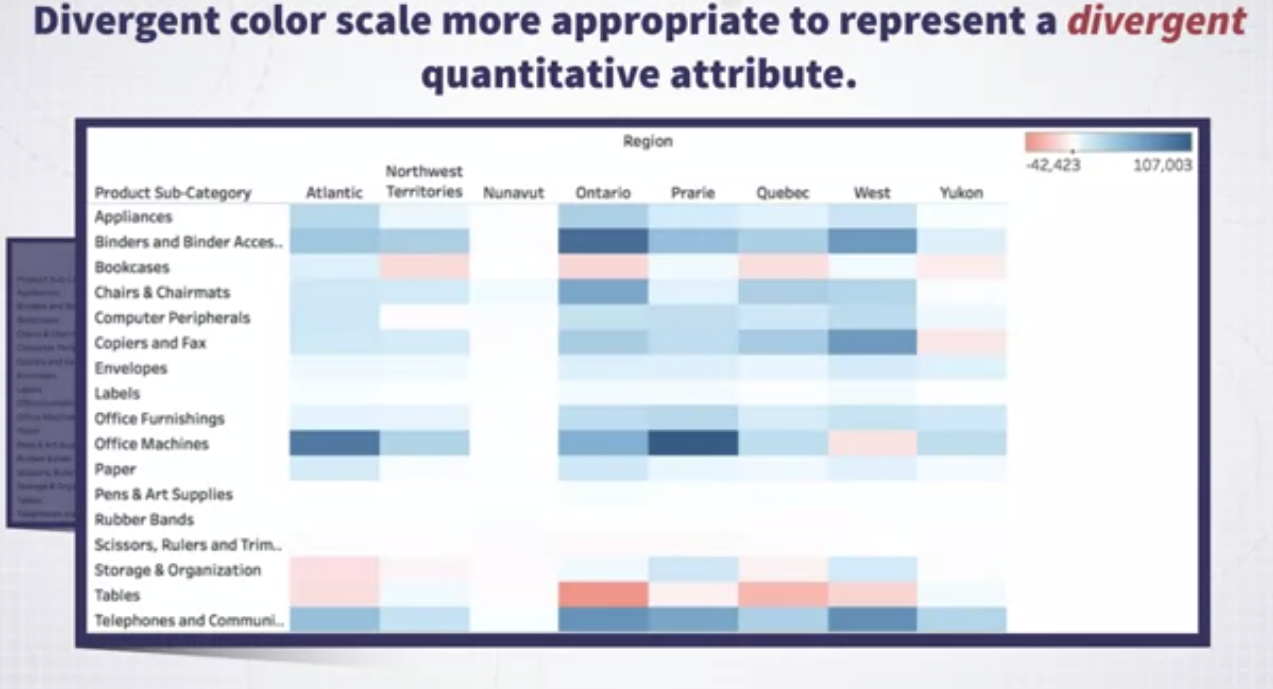 Divergent color scale more appropriate to represent a divergent
quantitative attribute.
Region
-42,423 107,003
Northwest
Product Sub-Category Atlantic Territories Nunavut Ontario Prarie Quebec West Yukon
Appliances
Binders and Binder Acces..
Bookcases
Chairs & Chairmats
Computer Peripherals
Copiers and Fax
Envelopes
Labels
Office Furnishings
Office Machines
Paper
Pens & Art Supplies
Rubber Bands
Scissors, Rulers and Trim..
Storage & Organization
Tables
Telephones and Communi..